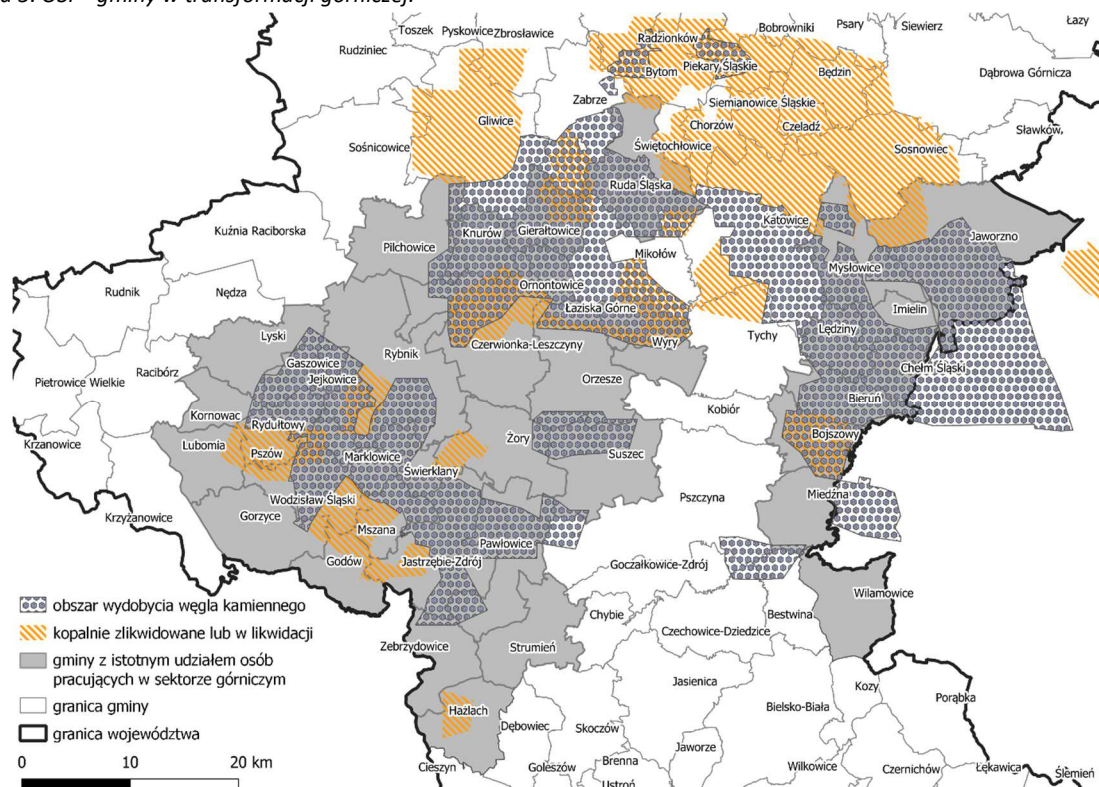 OSI – gminy w transformacji górniczej.
Toszek
Pyskowice
Zbrosławice
Radzionków
Bobrowniki
Psary
Siewierz
Łazy
Rudziniec
Bytom
Piekary Śląskie
Będzin
Dąbrowa Górnicza
Zabrze
Siemianowice Śląskie
Gliwice
Chorzów
Czeladź
Sławków
Sośnicowice
Świętochłowice
Sosnowiec
Ruda Śląska
Katowice
Kuźnia Raciborska
Knurów
Gierałtowice
Jaworzno
Pilchowice
Mikołów
Mysłowice
Rudnik
Nędza
Ornontowice
Łaziska Górne
Imielin
Lyski
Czerwionka-Leszczyny
Wyry
Tychy
Lędziny
Gaszowice
Rybnik
Chełm Śląski
Pietrowice Wielkie
Racibórz
Jejkowice
Orzesze
Bieruń
Kornowac
Kobiór
Rydułtowy
Krzanowice
Lubomia
Pszów
Żory
Bojszowy
Marklowice
Suszec
Świerklany
Wodzisław Śląski
Pszczyna
Miedźna
Krzyżanowice
Gorzyce
Mszana
Pawłowice
Godów
Jastrzębie-Zdrój
Goczałkowice-Zdrój
Wilamowice
Chybie
Bestwina
Czechowice-Dziedzice
Zebrzydowice
Strumień
Jasienica
Kozy
Porąbka
Hażlach
Dębowiec
Skoczów
Bielsko-Biała
Jaworze
Cieszyn
Goleszów
Brenna
Wilkowice
Czernichów
Łękawica
Ślemień
Ustroń
obszar wydobycia węgla kamiennego
kopalnie zlikwidowane lub w likwidacji
gminy z istotnym udziałem osób
pracujących w sektorze górniczym
granica gminy
granica województwa
0 10 20 km